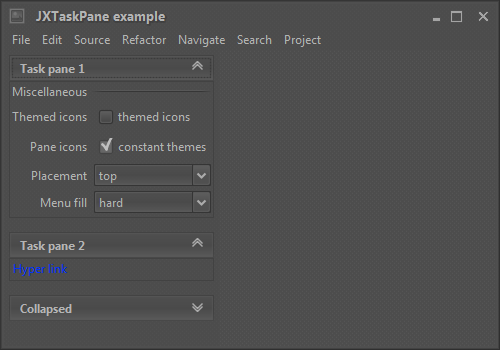 JXTaskPane example
File Edit Source Refactor Navigate Search Project
Task pane 1
Miscellaneous
Themed icons themed icons
Pane icons constant themes
Placement top
Menu fill hard
Task pane 2
Hyper link
Collapsed